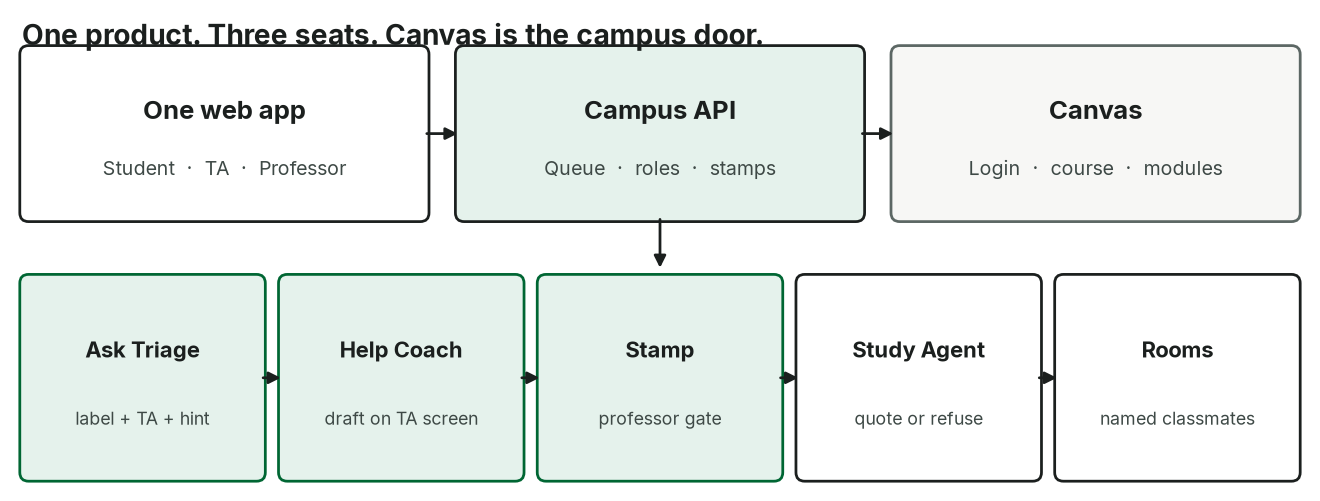 One product. Three seats. Canvas is the campus door.
One web app
Student · TA · Professor
Campus API
Queue · roles · stamps
Canvas
Login · course · modules
Ask Triage
label + TA + hint
Help Coach
draft on TA screen
Stamp
professor gate
Study Agent
quote or refuse
Rooms
named classmates